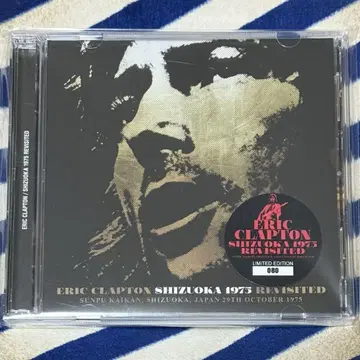 ERIC CLAPTON / SHIZUOKA 1975 REVISITED
ERIC
CLAPTON
SHIZUOKA 1975
REVISITED
LIMITED EDITION
080
ERIC CLAPTON SHIZUOKA 1975 REVISITED
SUNPU KAIKAN, SHIZUOKA, JAPAN 29TH OCTOBER 1975